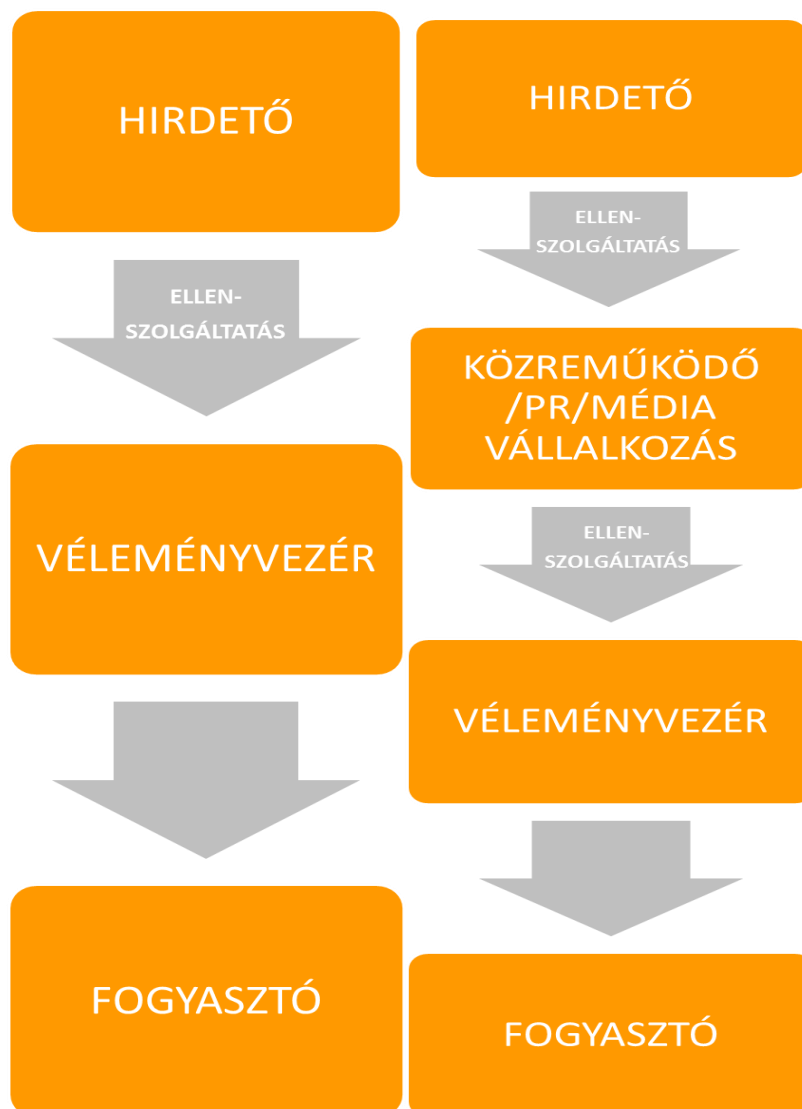 HIRDETŐ
ELLEN-
SZOLGÁLTATÁS
VÉLEMÉNYVEZÉR
FOGYASZTÓ
HIRDETŐ
ELLEN-
SZOLGÁLTATÁS
KÖZREMŰKÖDŐ
/PR/MÉDIA
VÁLLALKOZÁS
ELLEN-
SZOLGÁLTATÁS
VÉLEMÉNYVEZÉR
FOGYASZTÓ